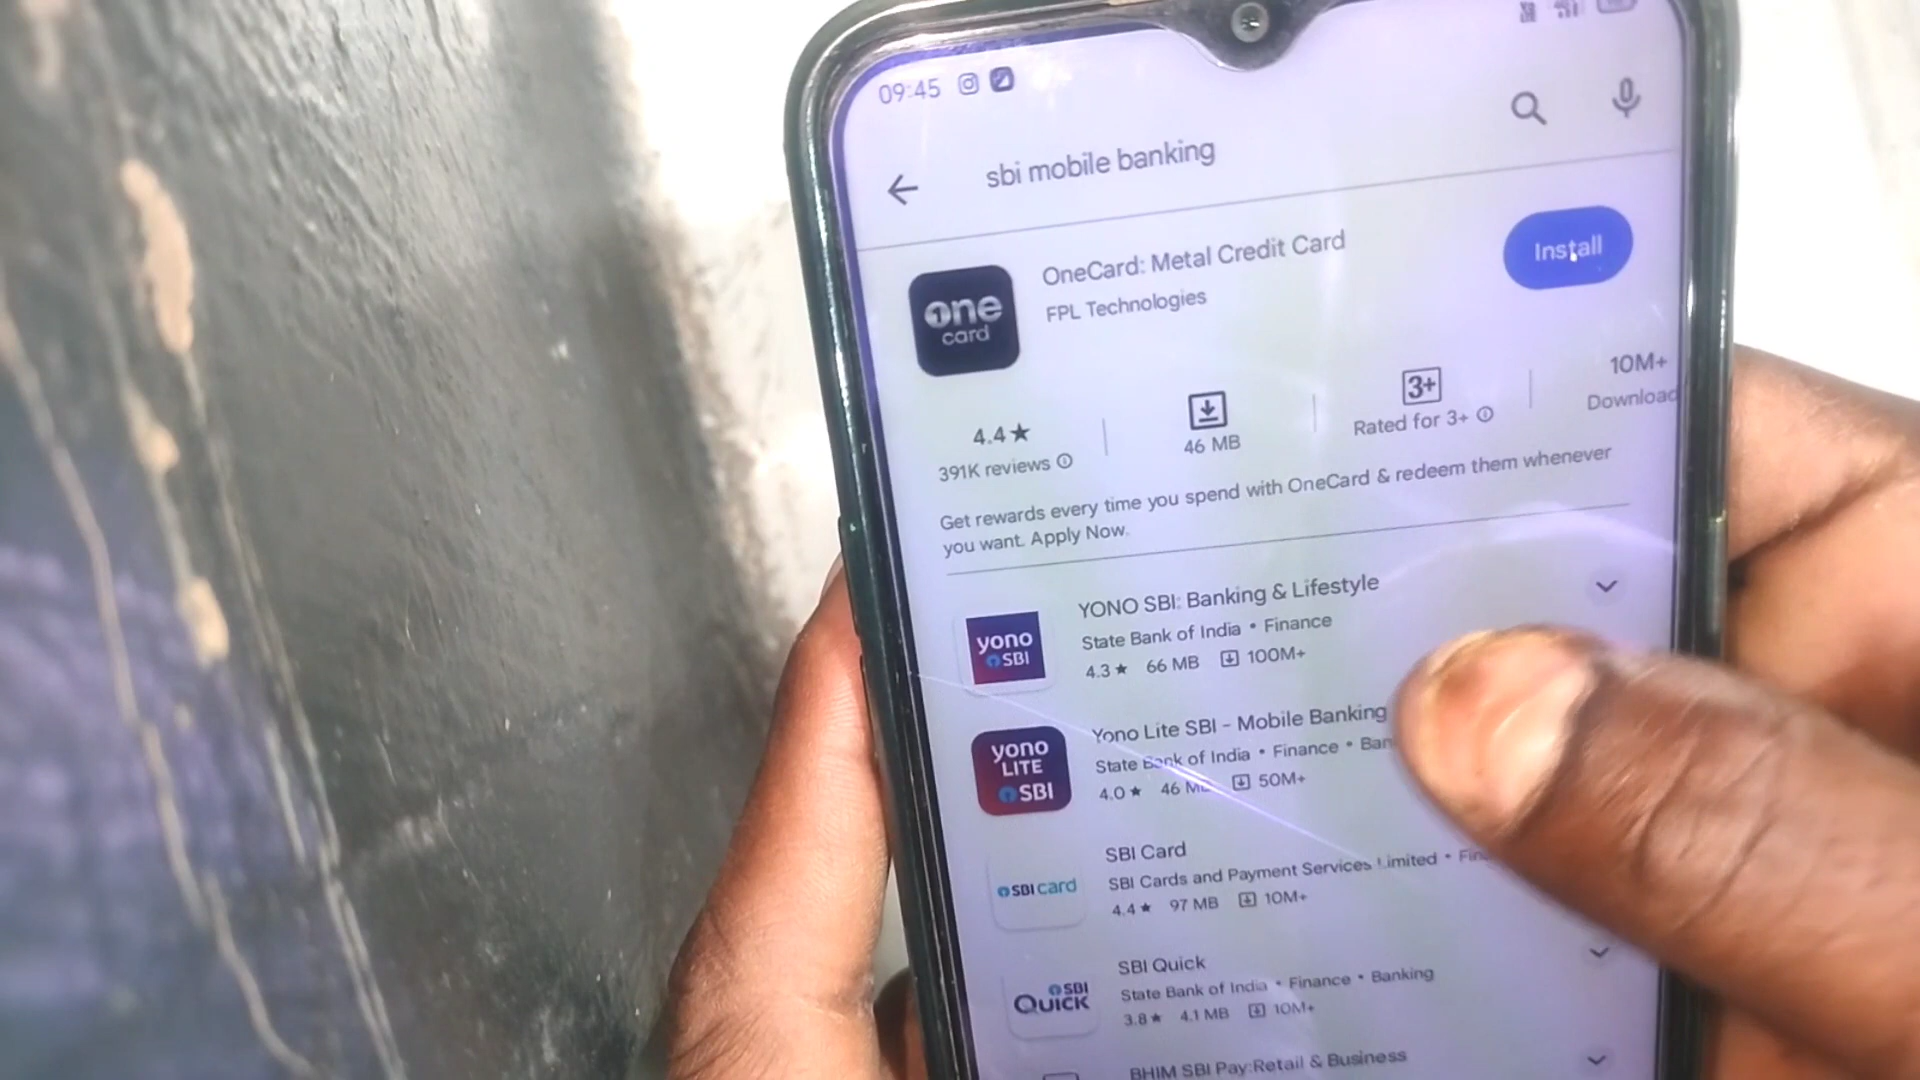 09:45
sbi mobile banking
one
card
OneCard: Metal Credit Card
FPL Technologies
Install
4.4★
391K reviews
46 MB
3+
Rated for 3+
10M+
Get rewards every time you spend with OneCard & redeem them whenever
you want. Apply Now.
yono
SBI
YONO SBI: Banking & Lifestyle
State Bank of India • Finance
4.3★ 66 MB 100M+
yono
LITE
SBI
Yono Lite SBI - Mobile Banking
State Bank of India • Finance •
4.0★ 46 50M+
SBI card
SBI Card
SBI Cards and Payment Services Limited •
4.4★ 97 MB 10M+
SBI
QUICK
SBI Quick
State Bank of India • Finance • Banking
3.8★ 4.1 MB 10M+
BHIM SBI Pay:Retail & Business